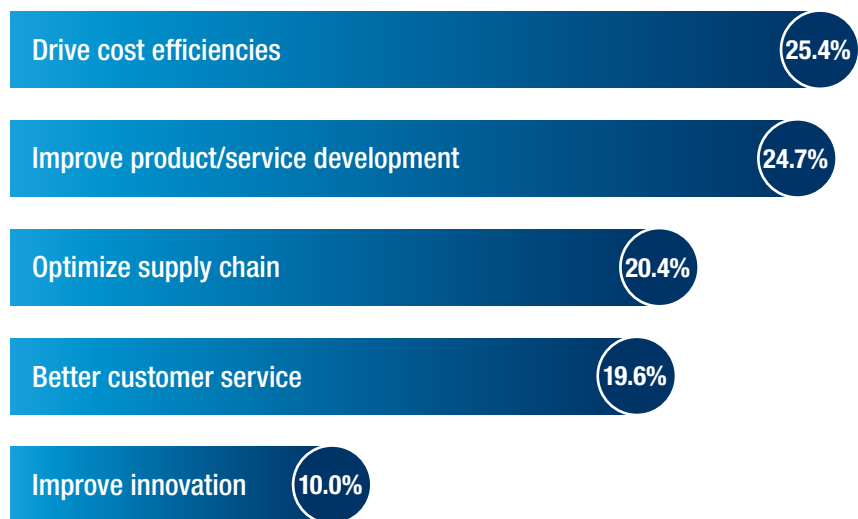 Drive cost efficiencies 25.4%
Improve product/service development 24.7%
Optimize supply chain 20.4%
Better customer service 19.6%
Improve innovation 10.0%